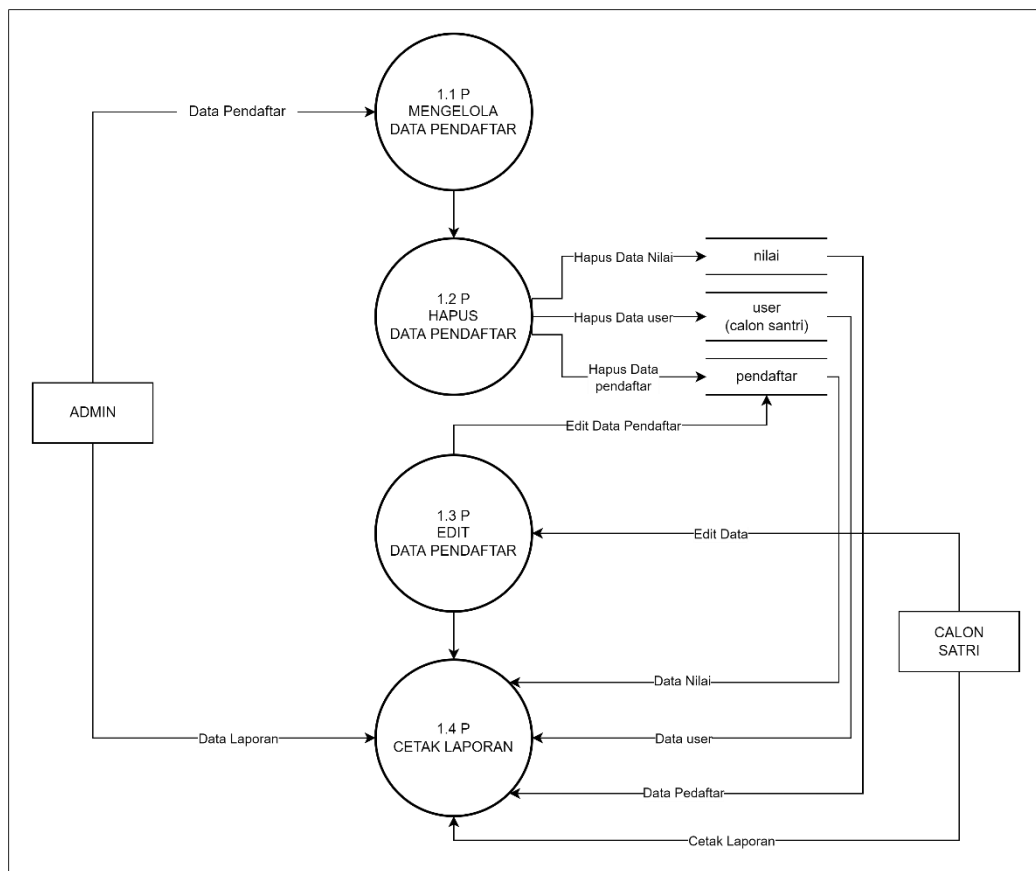 1.1 P
MENGELOLA
DATA PENDAFTAR
Data Pendaftar
1.2 P
HAPUS
DATA PENDAFTAR
Hapus Data Nilai
nilai
Hapus Data user
user
(calon santri)
Hapus Data
pendaftar
pendaftar
ADMIN
Edit Data Pendaftar
1.3 P
EDIT
DATA PENDAFTAR
Edit Data
CALON
SATRI
Data Nilai
1.4 P
CETAK LAPORAN
Data Laporan
Data user
Data Pedaftar
Cetak Laporan